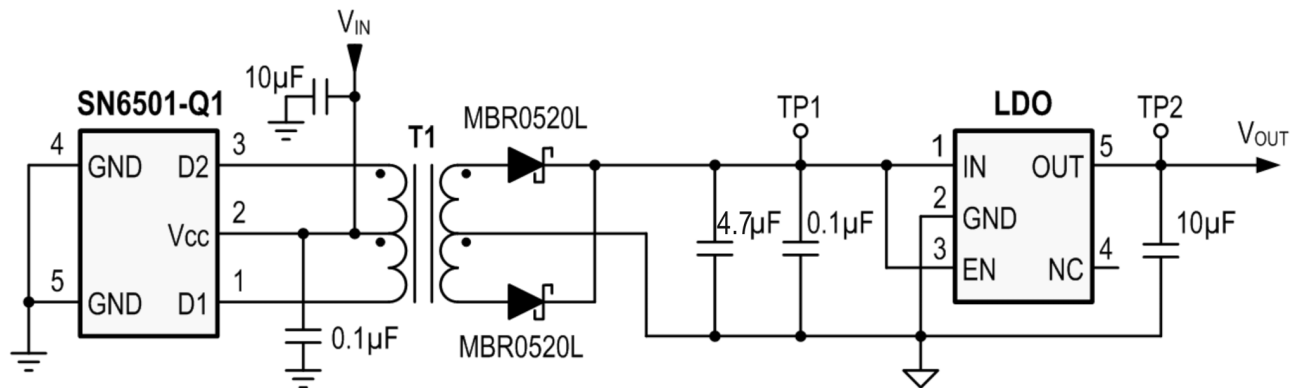 VIN
10µF
SN6501-Q1
4
GND
D2
3
2
VCC
5
GND
D1
1
0.1µF
T1
MBR0520L
MBR0520L
TP1
4.7µF
0.1µF
LDO
1
IN
OUT
5
2
GND
3
EN
NC
4
TP2
VOUT
10µF